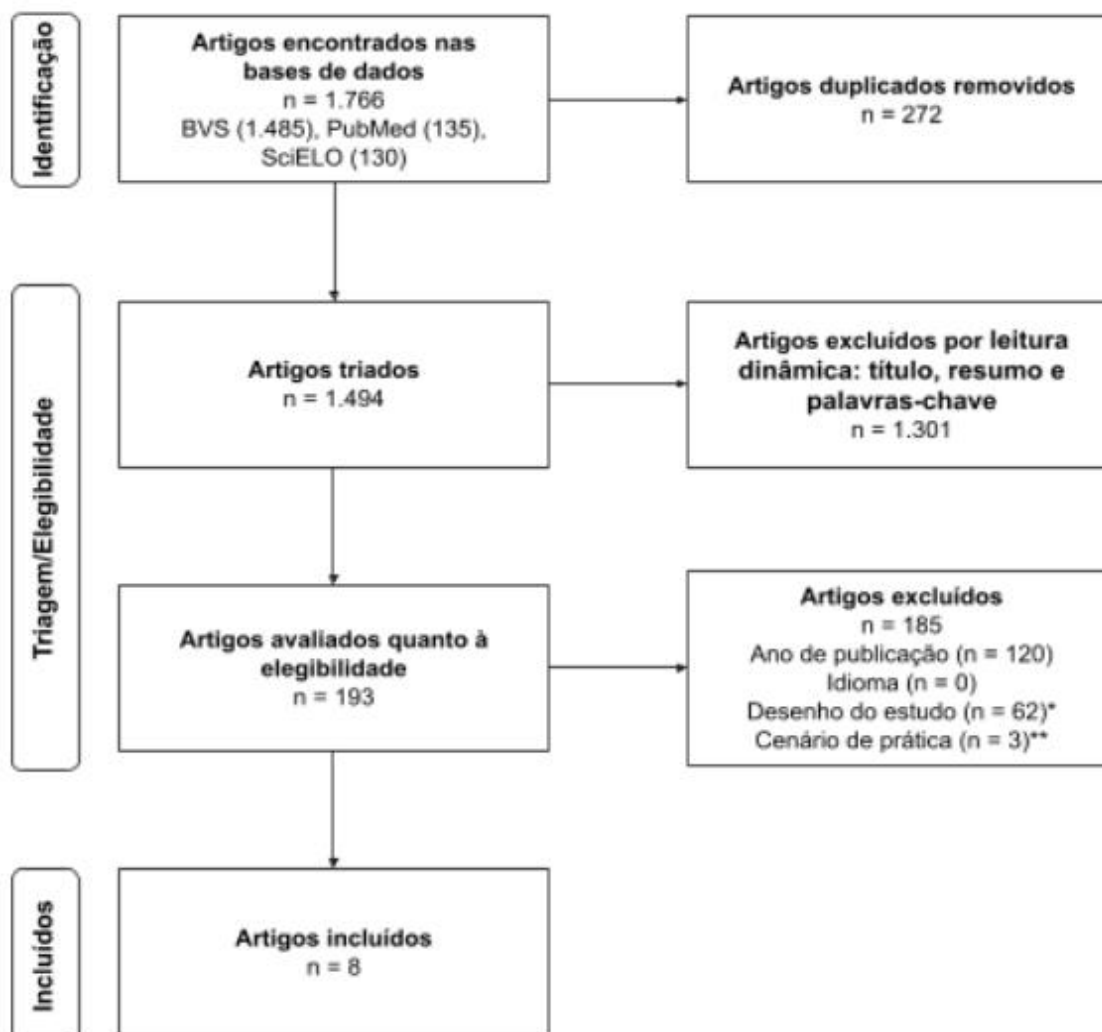 Identificação
Artigos encontrados nas
bases de dados
n = 1.766
BVS (1.485), PubMed (135),
SciELO (130)
Artigos duplicados removidos
n = 272
Triagem/Elegibilidade
Artigos triados
n = 1.494
Artigos excluídos por leitura
dinâmica: título, resumo e
palavras-chave
n = 1.301
Artigos avaliados quanto à
elegibilidade
n = 193
Artigos excluídos
n = 185
Ano de publicação (n = 120)
Idioma (n = 0)
Desenho do estudo (n = 62)*
Cenário de prática (n = 3)**
Incluídos
Artigos incluídos
n = 8